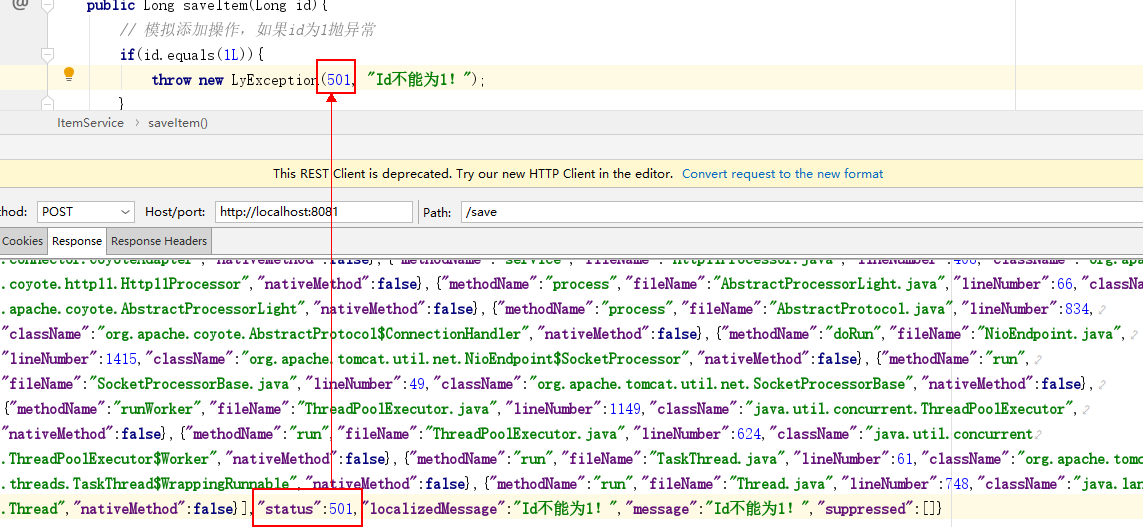 @
public Long saveItem(Long id){
// 模拟添加操作，如果id为1抛异常
if(id.equals(1L)){
throw new LyException(501, "Id不能为1！");
}
ItemService › saveItem()
This REST Client is deprecated. Try our new HTTP Client in the editor. Convert request to the new format
thod: POST Host/port: http://localhost:8081 Path: /save
Cookies Response Response Headers
.connector.CoyoteAdapter","nativeMethod":false},{"methodName":"service","fileName":"Http11Processor.java","lineNumber":408,"className":"org.apa
.coyote.http11.Http11Processor","nativeMethod":false},{"methodName":"process","fileName":"AbstractProcessorLight.java","lineNumber":66,"classNa
.apache.coyote.AbstractProcessorLight","nativeMethod":false},{"methodName":"process","fileName":"AbstractProtocol.java","lineNumber":834,
"className":"org.apache.coyote.AbstractProtocol$ConnectionHandler","nativeMethod":false},{"methodName":"doRun","fileName":"NioEndpoint.java",
"lineNumber":1415,"className":"org.apache.tomcat.util.net.NioEndpoint$SocketProcessor","nativeMethod":false},{"methodName":"run",
"fileName":"SocketProcessorBase.java","lineNumber":49,"className":"org.apache.tomcat.util.net.SocketProcessorBase","nativeMethod":false},
{"methodName":"runWorker","fileName":"ThreadPoolExecutor.java","lineNumber":1149,"className":"java.util.concurrent.ThreadPoolExecutor",
"nativeMethod":false},{"methodName":"run","fileName":"ThreadPoolExecutor.java","lineNumber":624,"className":"java.util.concurrent
.ThreadPoolExecutor$Worker","nativeMethod":false},{"methodName":"run","fileName":"TaskThread.java","lineNumber":61,"className":"org.apache.tomc
.threads.TaskThread$WrappingRunnable","nativeMethod":false},{"methodName":"run","fileName":"Thread.java","lineNumber":748,"className":"java.lan
.Thread","nativeMethod":false}],"status":501,"localizedMessage":"Id不能为1！","message":"Id不能为1！","suppressed":[]}